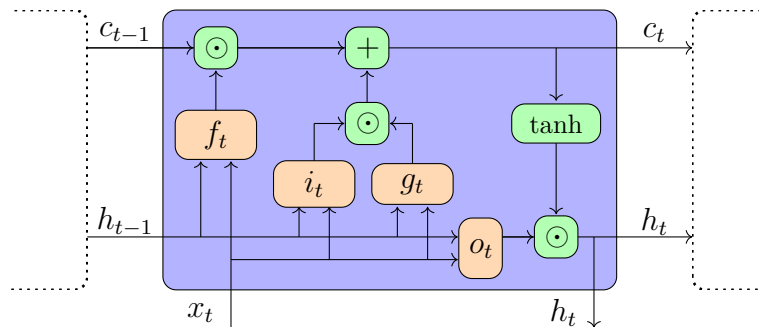 c_{t−1} ⊙ + c_t
f_t ⊙ tanh
i_t g_t
h_{t−1} o_t ⊙ h_t
x_t h_t